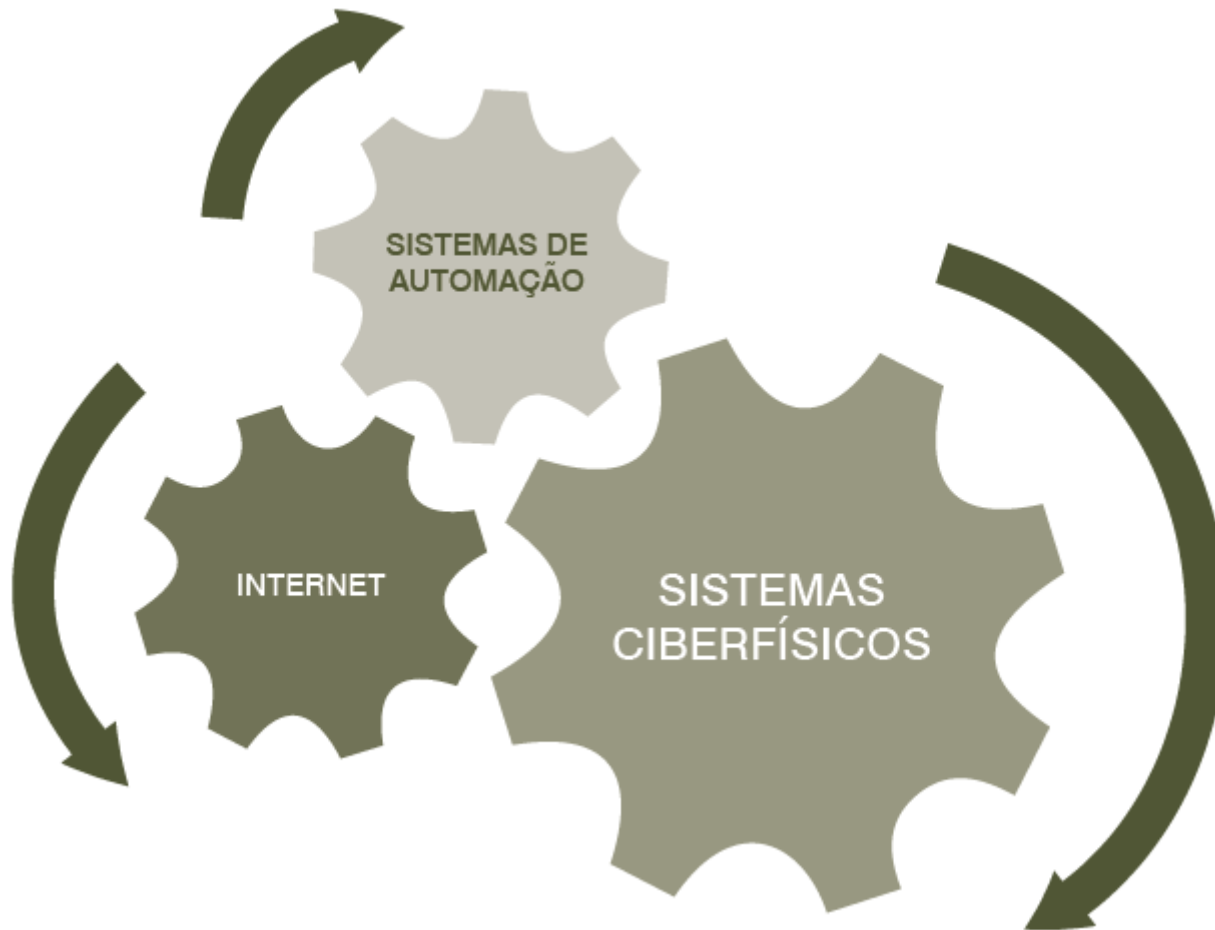 SISTEMAS DE
AUTOMAÇÃO
INTERNET
SISTEMAS
CIBERFÍSICOS